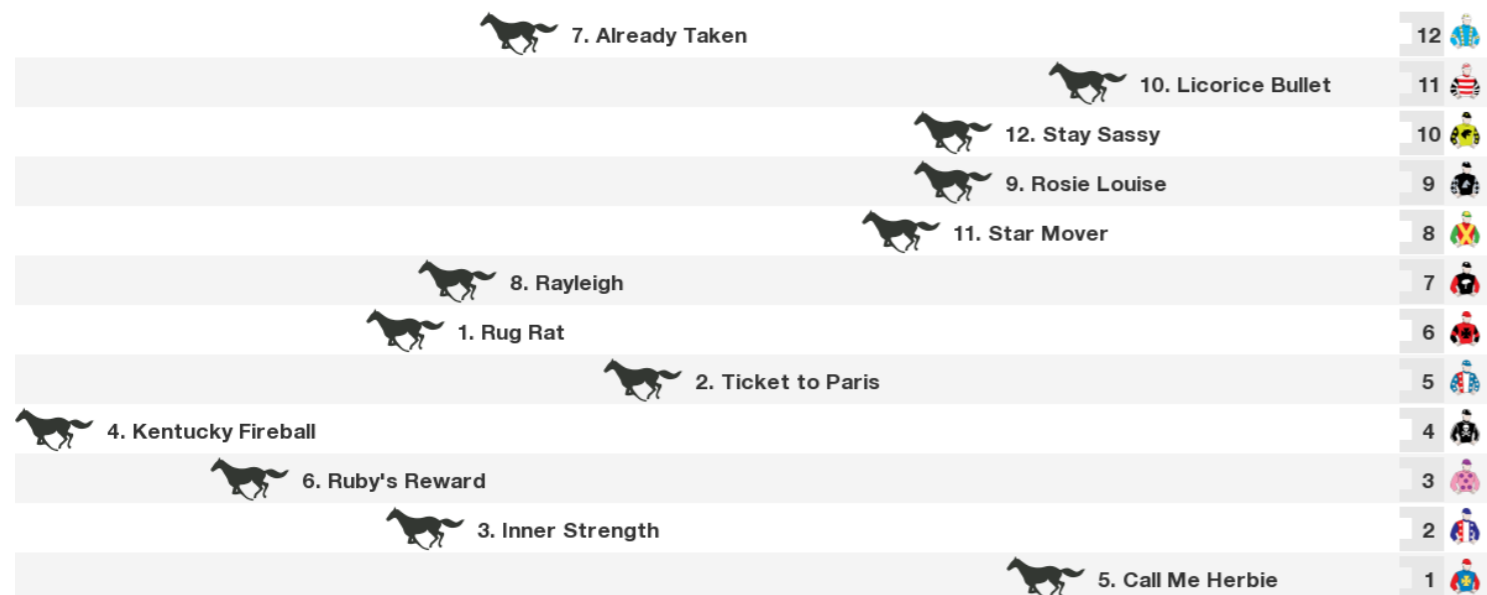 7. Already Taken 12
10. Licorice Bullet 11
12. Stay Sassy 10
9. Rosie Louise 9
11. Star Mover 8
8. Rayleigh 7
1. Rug Rat 6
2. Ticket to Paris 5
4. Kentucky Fireball 4
6. Ruby's Reward 3
3. Inner Strength 2
5. Call Me Herbie 1